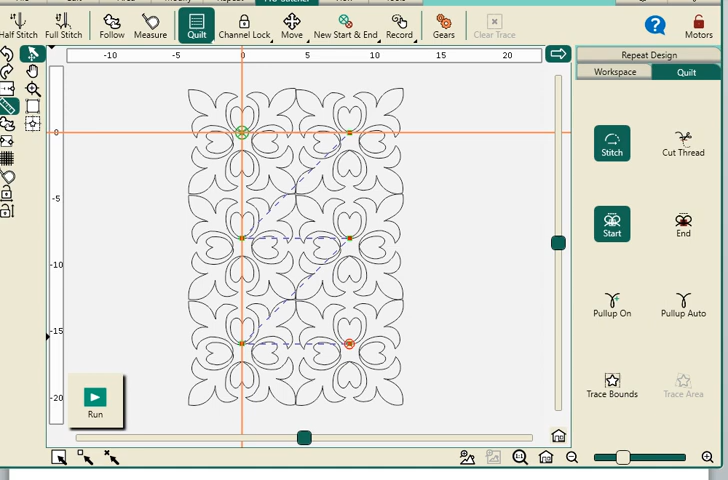 Half Stitch Full Stitch Follow Measure Quilt Channel Lock Move New Start & End Record Gears Clear Trace Motors
-10 -5 0 5 10 15 20
Repeat Design
Workspace Quilt
0
-5
-10
-15
-20
Stitch Cut Thread
Start End
Pullup On Pullup Auto
Trace Bounds Trace Area
Run
1:1